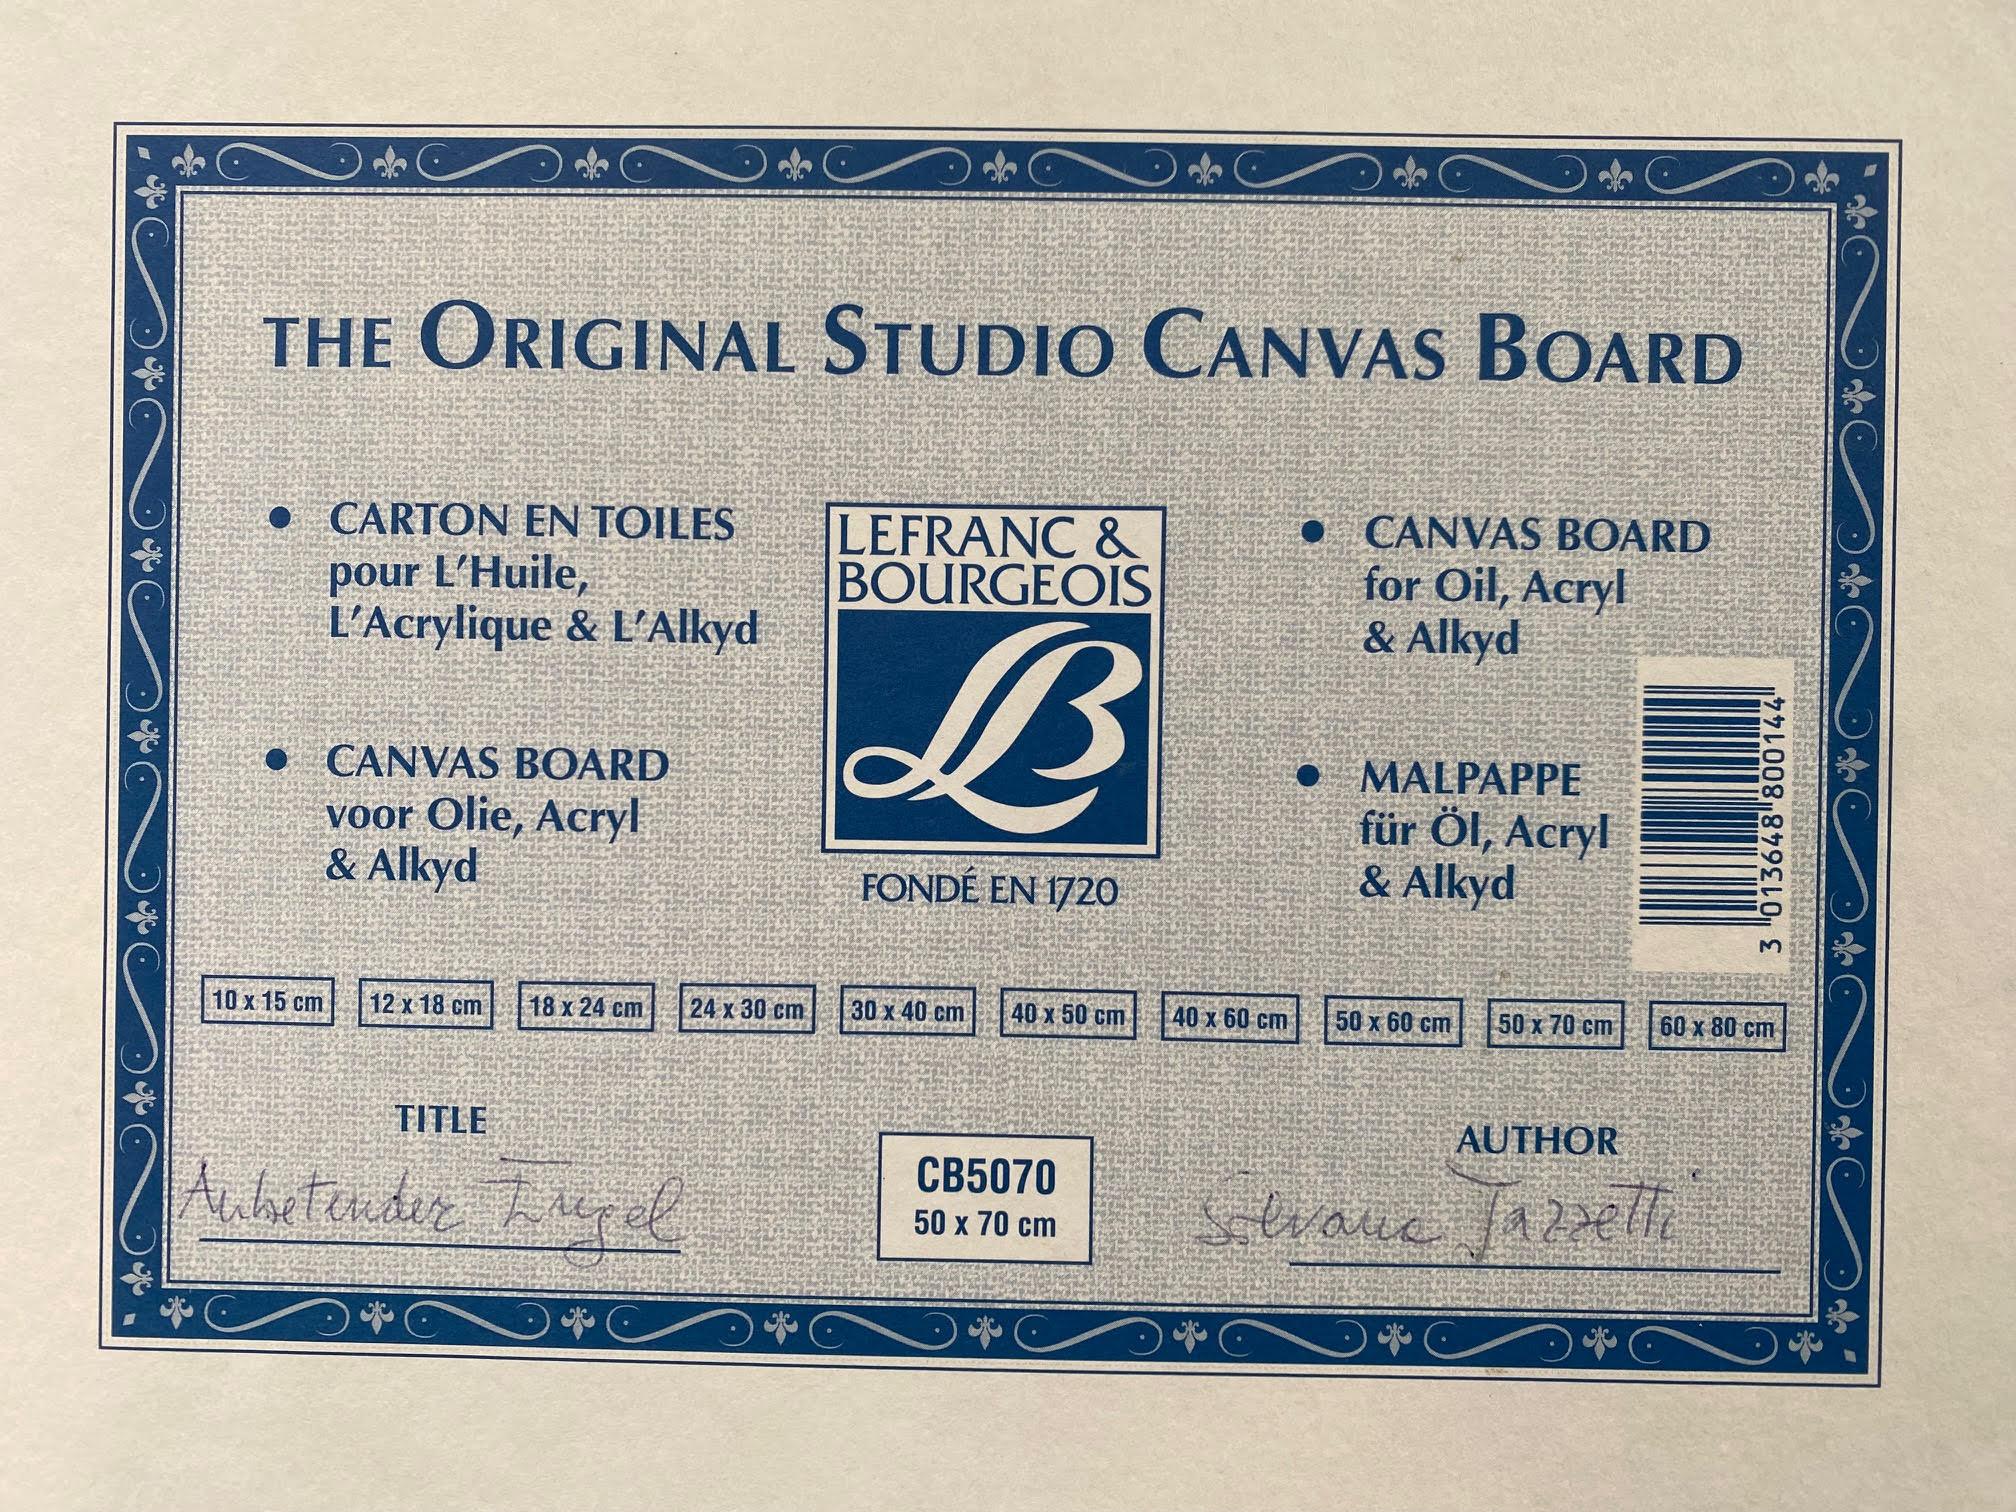 THE ORIGINAL STUDIO CANVAS BOARD
• CARTON EN TOILES
pour L'Huile,
L'Acrylique & L'Alkyd
• CANVAS BOARD
voor Olie, Acryl
& Alkyd
LEFRANC &
BOURGEOIS
LB
FONDÉ EN 1720
• CANVAS BOARD
for Oil, Acryl
& Alkyd
• MALPAPPE
für Öl, Acryl
& Alkyd
3 013648 800144
10 x 15 cm 12 x 18 cm 18 x 24 cm 24 x 30 cm 30 x 40 cm 40 x 50 cm 40 x 60 cm 50 x 60 cm 50 x 70 cm 60 x 80 cm
TITLE
Anbetender Engel
CB5070
50 x 70 cm
AUTHOR
Silvana Tazzetti